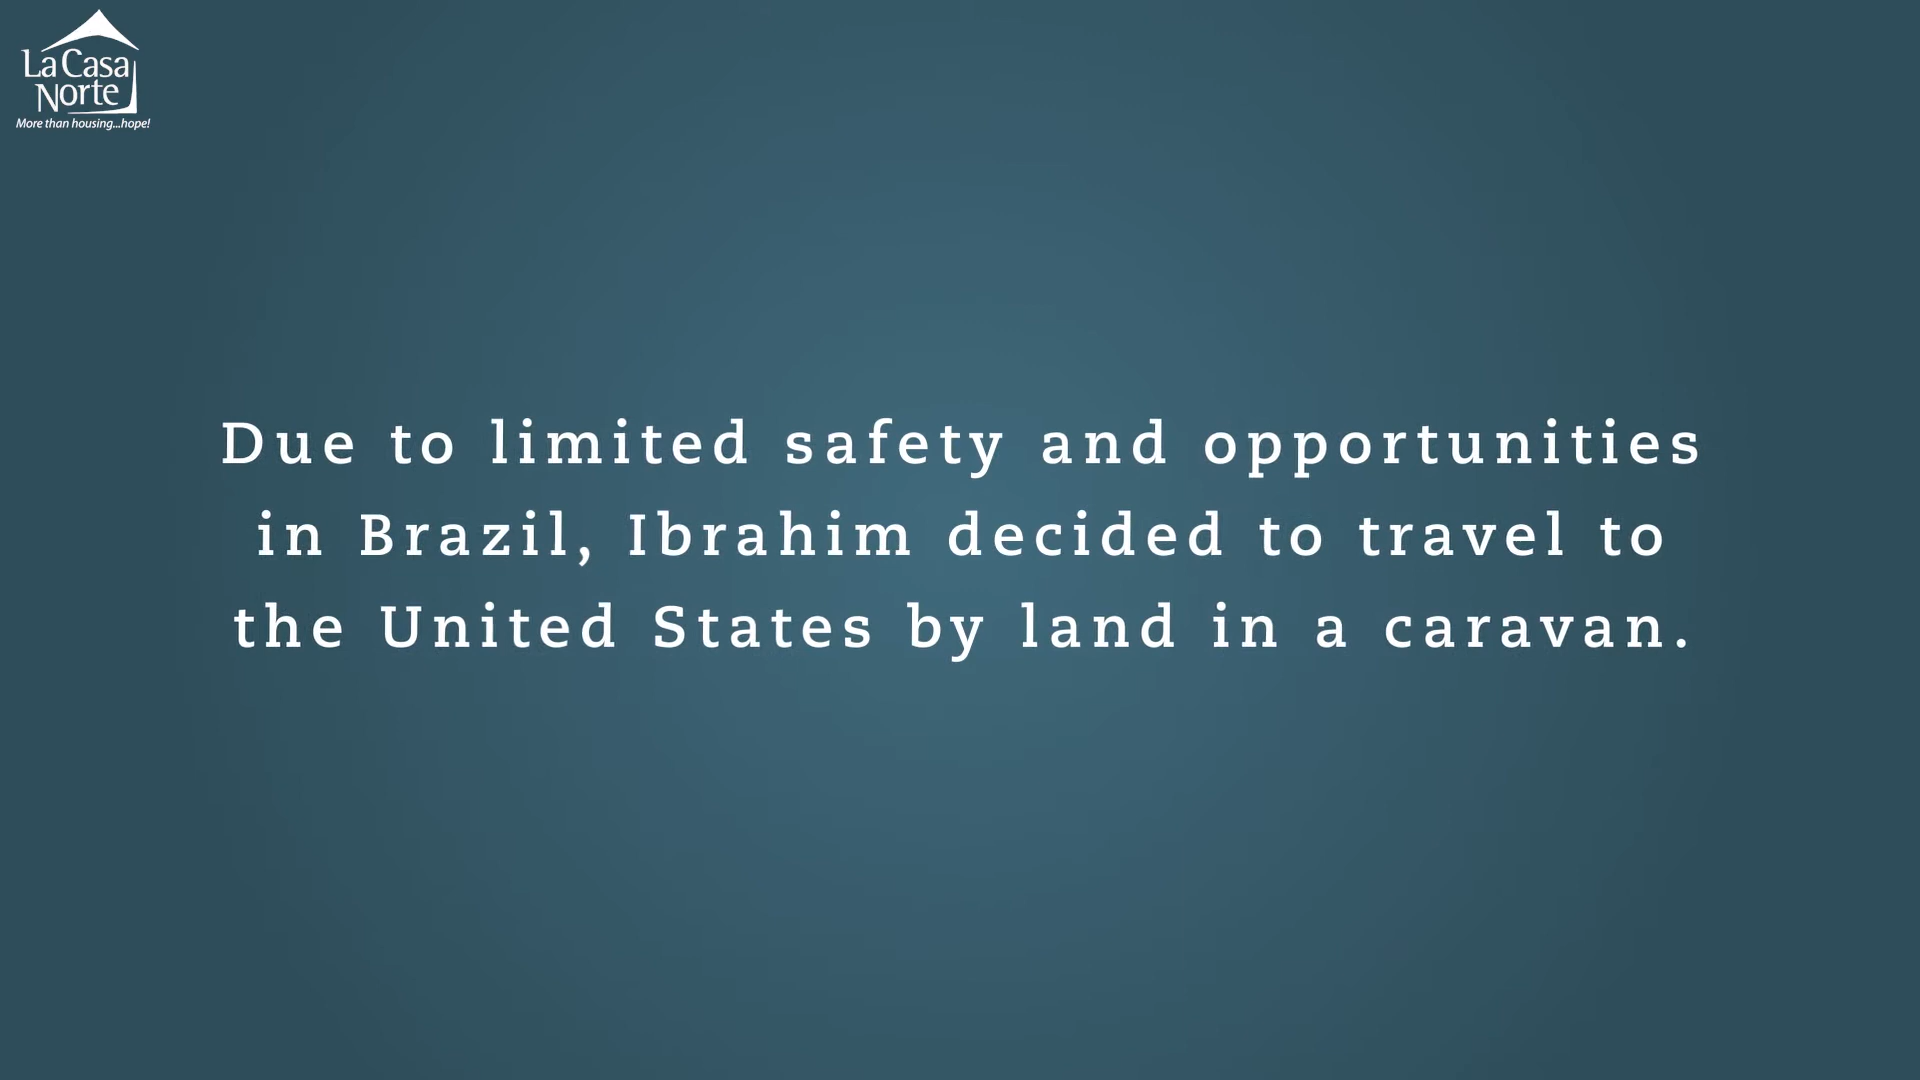 La Casa
Norte
More than housing...hope!
Due to limited safety and opportunities
in Brazil, Ibrahim decided to travel to
the United States by land in a caravan.